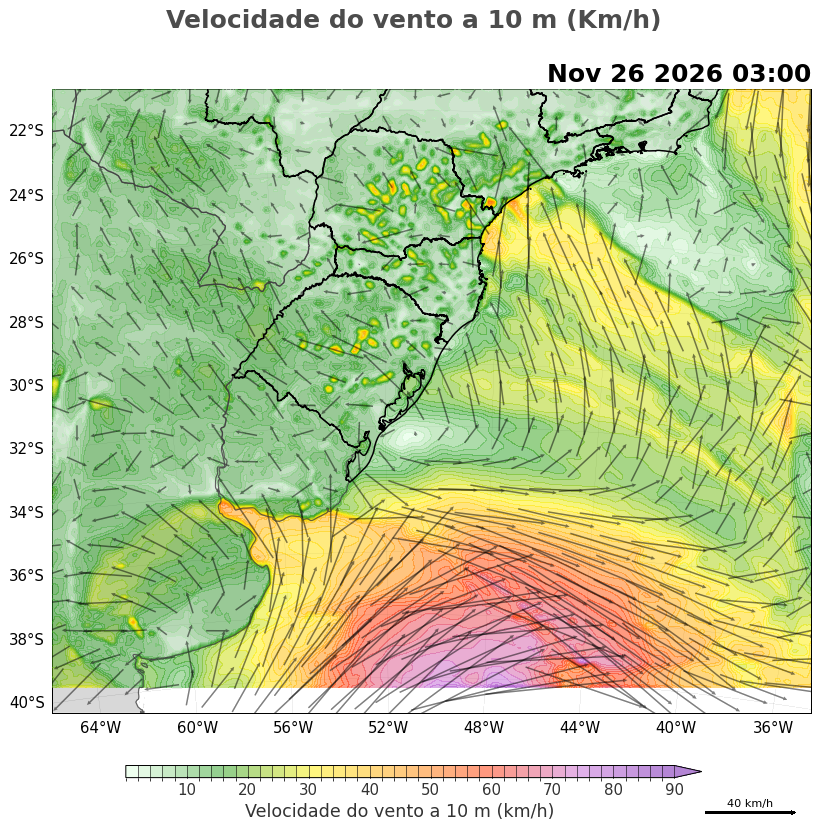 Velocidade do vento a 10 m (Km/h)
Nov 26 2026 03:00
22°S
24°S
26°S
28°S
30°S
32°S
34°S
36°S
38°S
40°S
64°W 60°W 56°W 52°W 48°W 44°W 40°W 36°W
10 20 30 40 50 60 70 80 90
Velocidade do vento a 10 m (km/h)
40 km/h